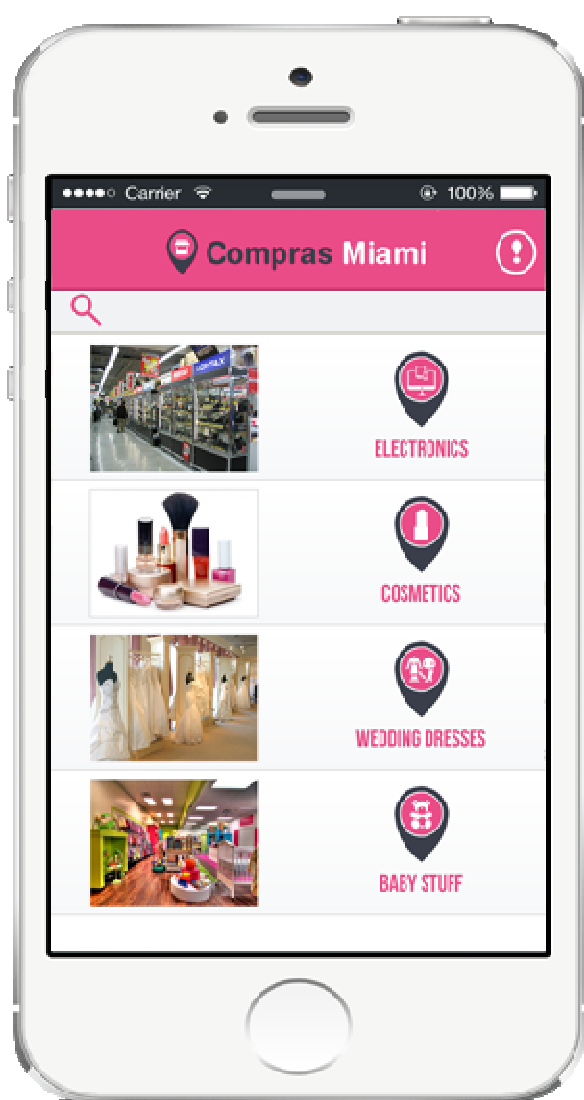 Carrier 100%
Compras Miami
ELECTRONICS
COSMETICS
WEDDING DRESSES
BABY STUFF